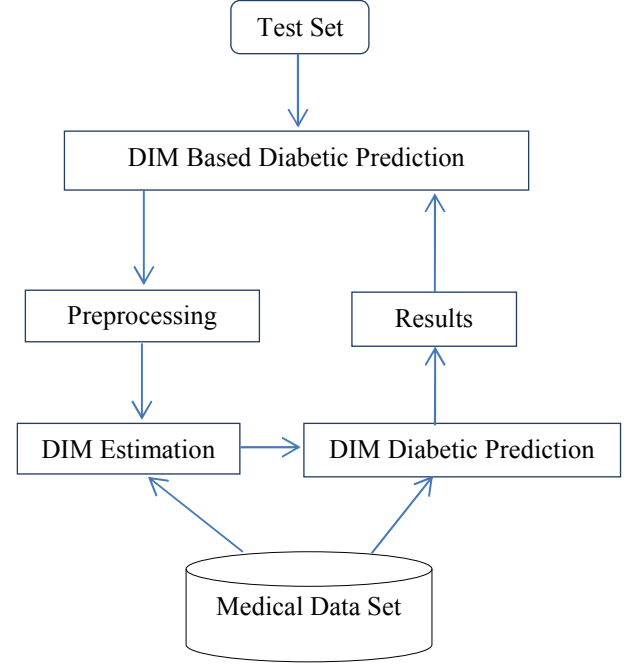 Test Set
DIM Based Diabetic Prediction
Preprocessing
Results
DIM Estimation
DIM Diabetic Prediction
Medical Data Set